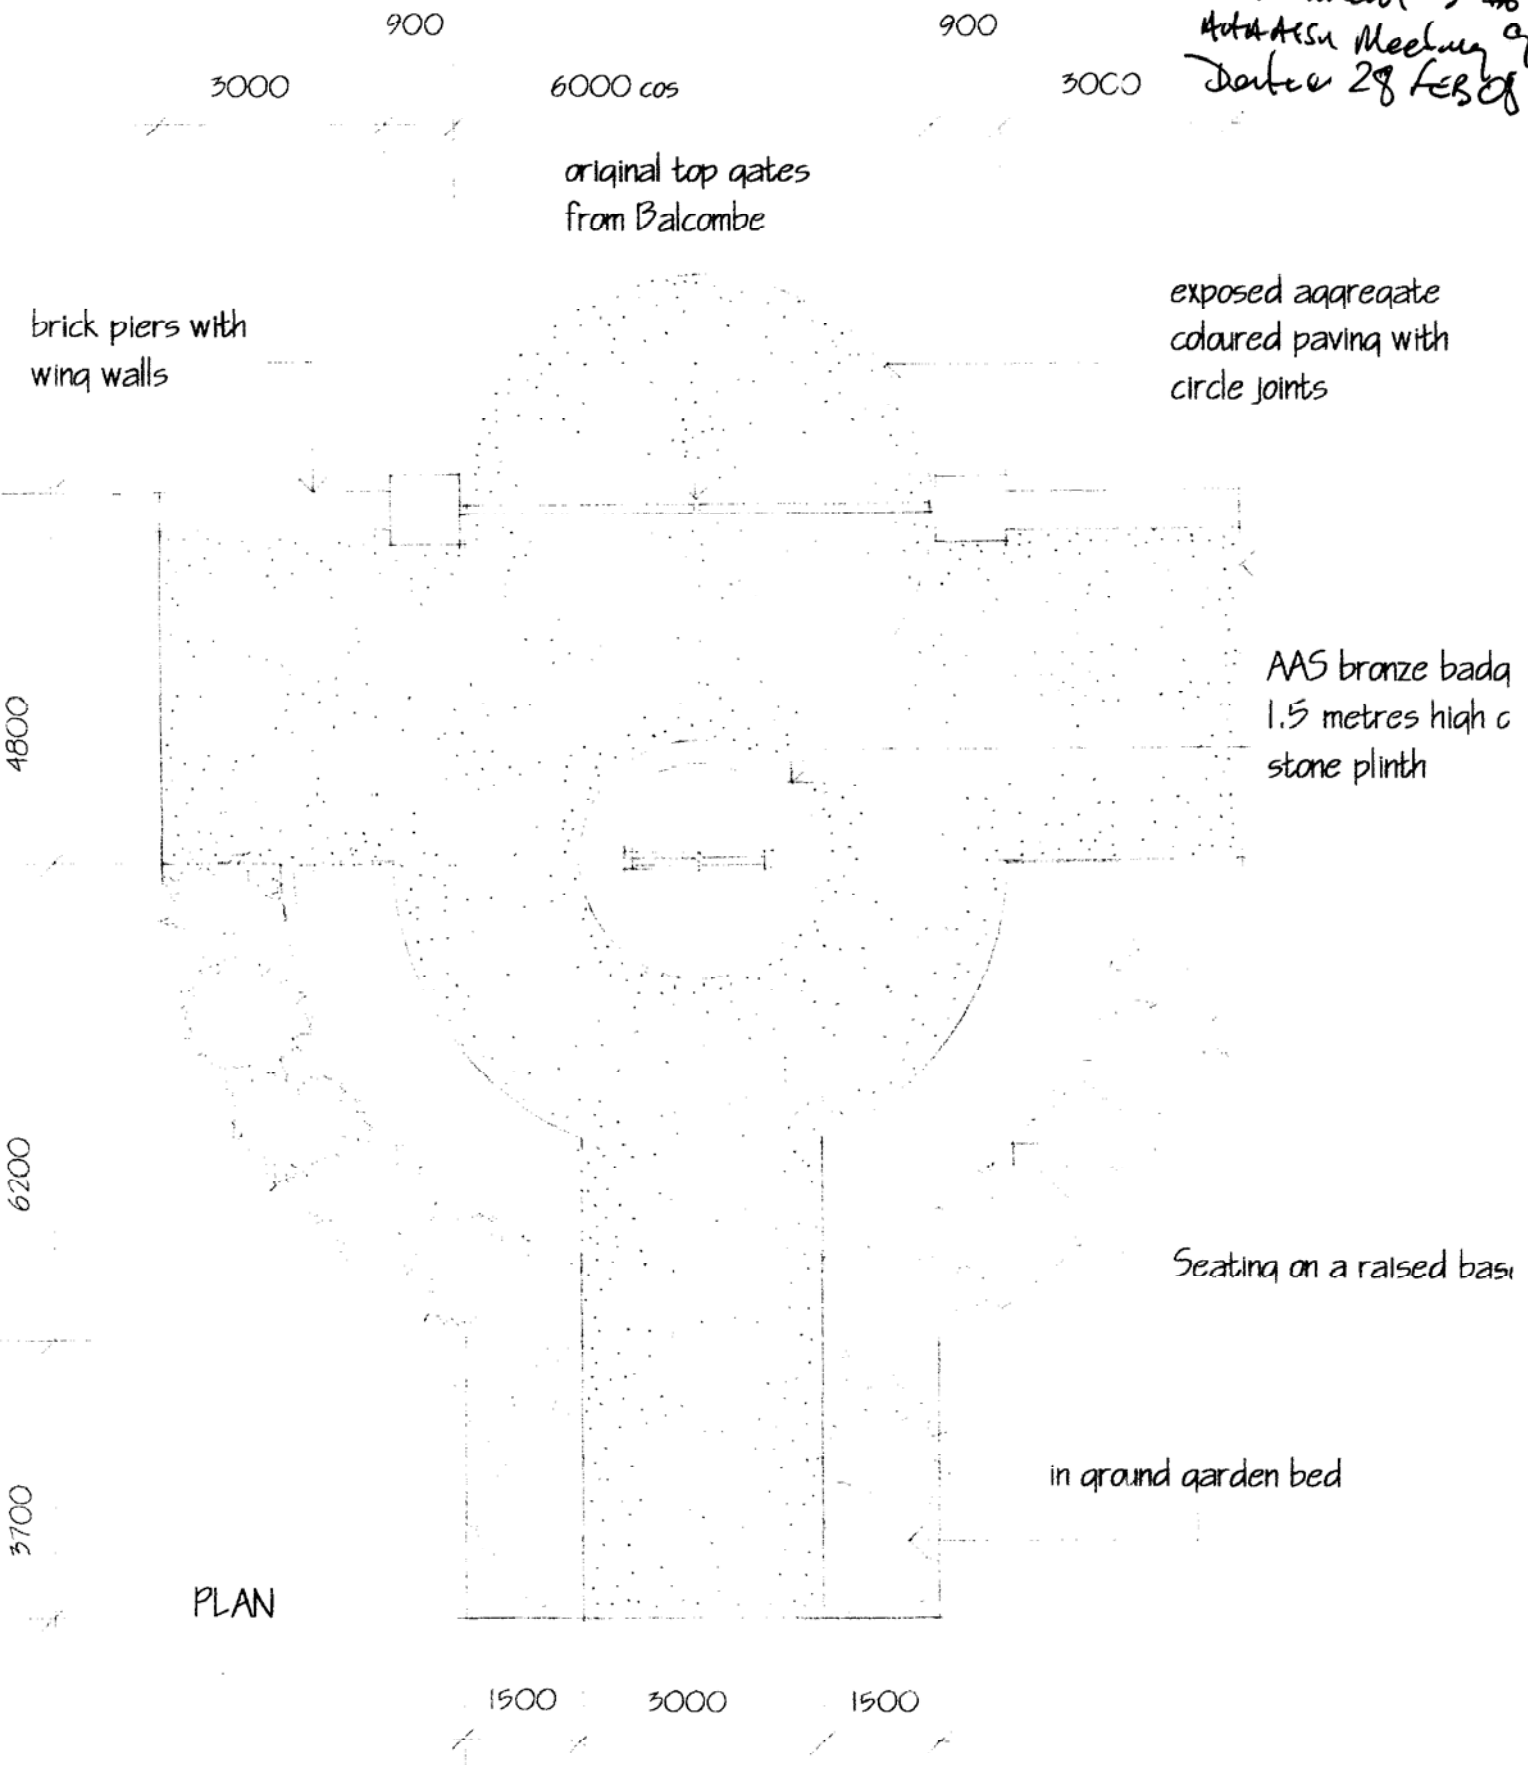 900
900
Meeting
28 FEB 08
3000
6000 cos
3000
original top gates
from Balcombe
exposed aggregate
coloured paving with
circle joints
brick piers with
wing walls
4800
AAS bronze badg
1.5 metres high c
stone plinth
6200
Seating on a raised bas
in ground garden bed
3700
PLAN
1500
3000
1500